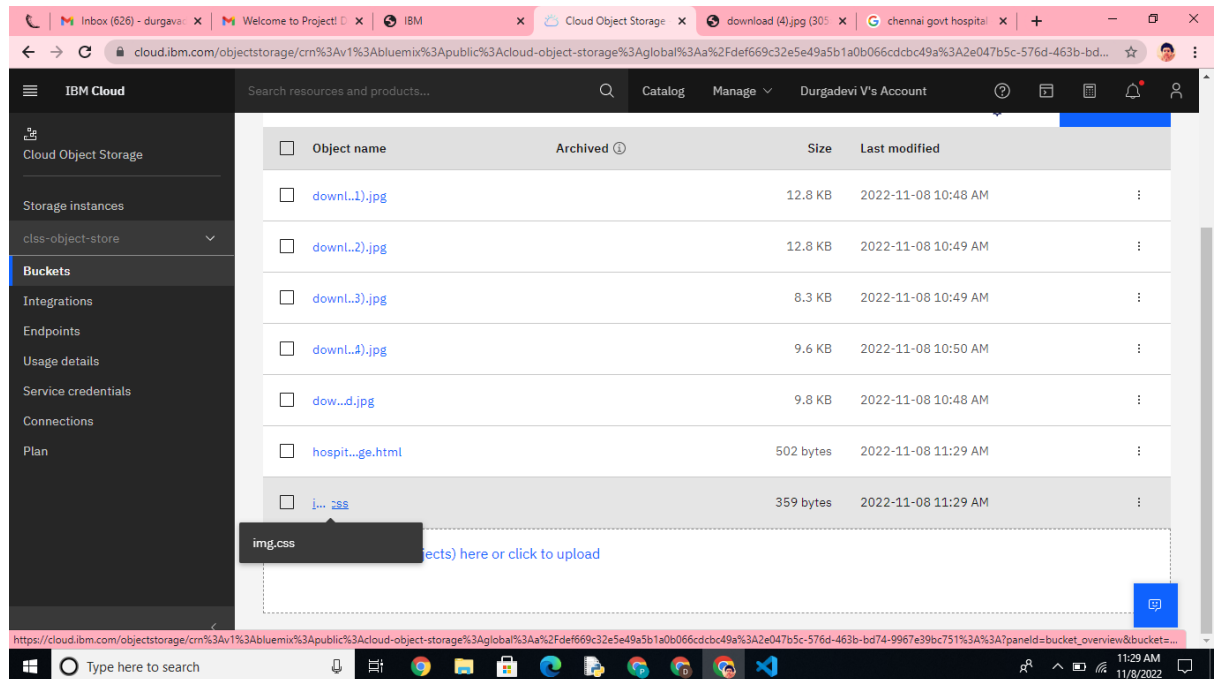 Inbox (626) - durgavac
Welcome to Project! D
IBM
Cloud Object Storage
download (4).jpg (305
chennai govt hospital
cloud.ibm.com/objectstorage/crn%3Av1%3Abluemix%3Apublic%3Acloud-object-storage%3Aglobal%3Aa%2Fdef669c32e5e49a5b1a0b066cdcbc49a%3A2e047b5c-576d-463b-bd...
IBM Cloud
Search resources and products...
Catalog
Manage
Durgadevi V's Account
Cloud Object Storage
Storage instances
clss-object-store
Buckets
Integrations
Endpoints
Usage details
Service credentials
Connections
Plan
Object name Archived Size Last modified
downl...1).jpg 12.8 KB 2022-11-08 10:48 AM
downl...2).jpg 12.8 KB 2022-11-08 10:49 AM
downl...3).jpg 8.3 KB 2022-11-08 10:49 AM
downl...4).jpg 9.6 KB 2022-11-08 10:50 AM
dow...d.jpg 9.8 KB 2022-11-08 10:48 AM
hospit...ge.html 502 bytes 2022-11-08 11:29 AM
i... css 359 bytes 2022-11-08 11:29 AM
img.css
jects) here or click to upload
https://cloud.ibm.com/objectstorage/crn%3Av1%3Abluemix%3Apublic%3Acloud-object-storage%3Aglobal%3Aa%2Fdef669c32e5e49a5b1a0b066cdcbc49a%3A2e047b5c-576d-463b-bd74-9967e39bc751%3A%3A?paneId=bucket_overview&bucket=...
Type here to search
11:29 AM
11/8/2022